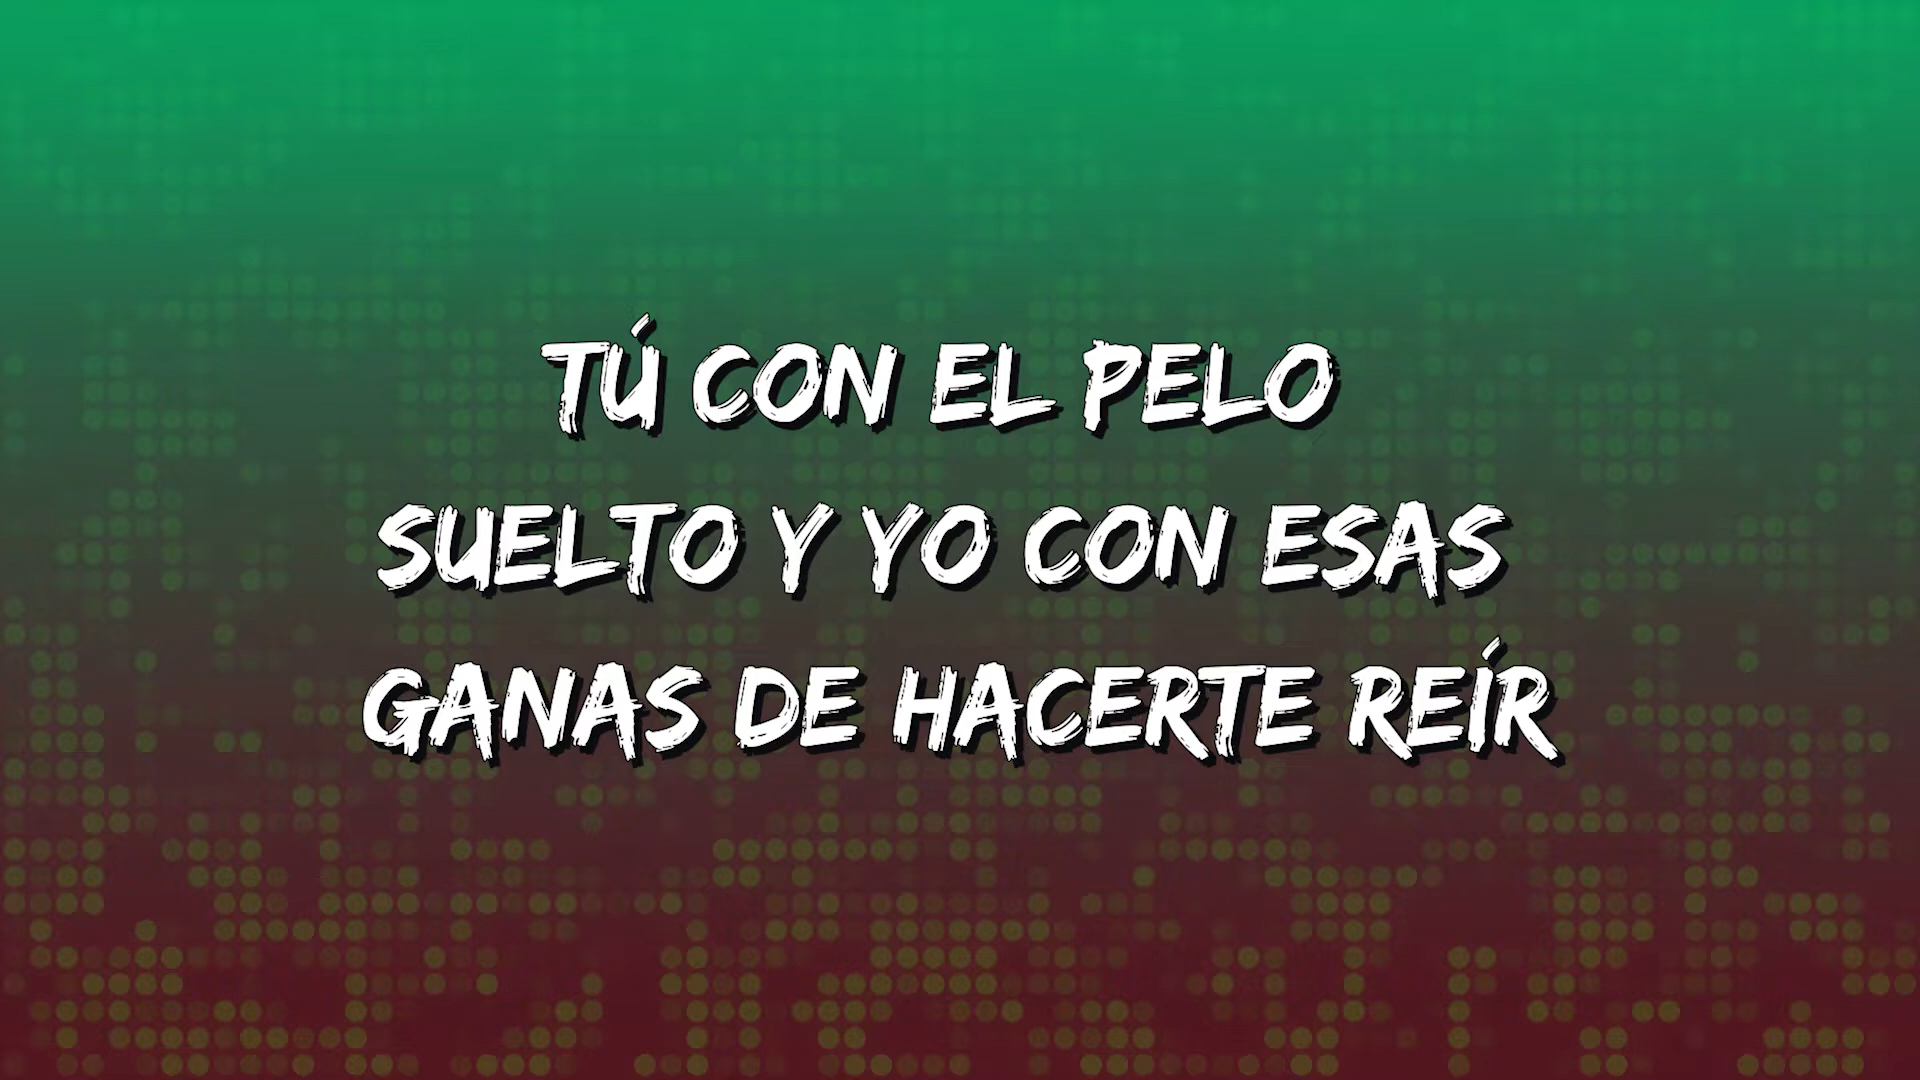 TÚ CON EL PELO
SUELTO Y YO CON ESAS
GANAS DE HACERTE REÍR